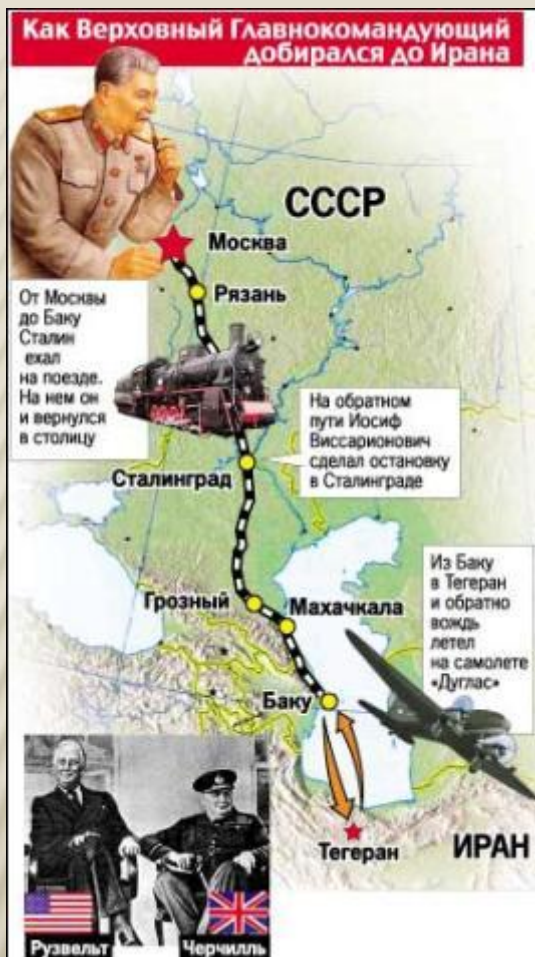 Как Верховный Главнокомандующий
добирался до Ирана
СССР
Москва
Рязань
От Москвы
до Баку
Сталин
ехал
на поезде.
На нем он
и вернулся
в столицу
На обратном
пути Иосиф
Виссарионович
сделал остановку
в Сталинграде
Сталинград
Из Баку
в Тегеран
и обратно
вождь
летел
на самолете
«Дуглас»
Грозный
Махачкала
Баку
Тегеран
ИРАН
Рузвельт
Черчилль